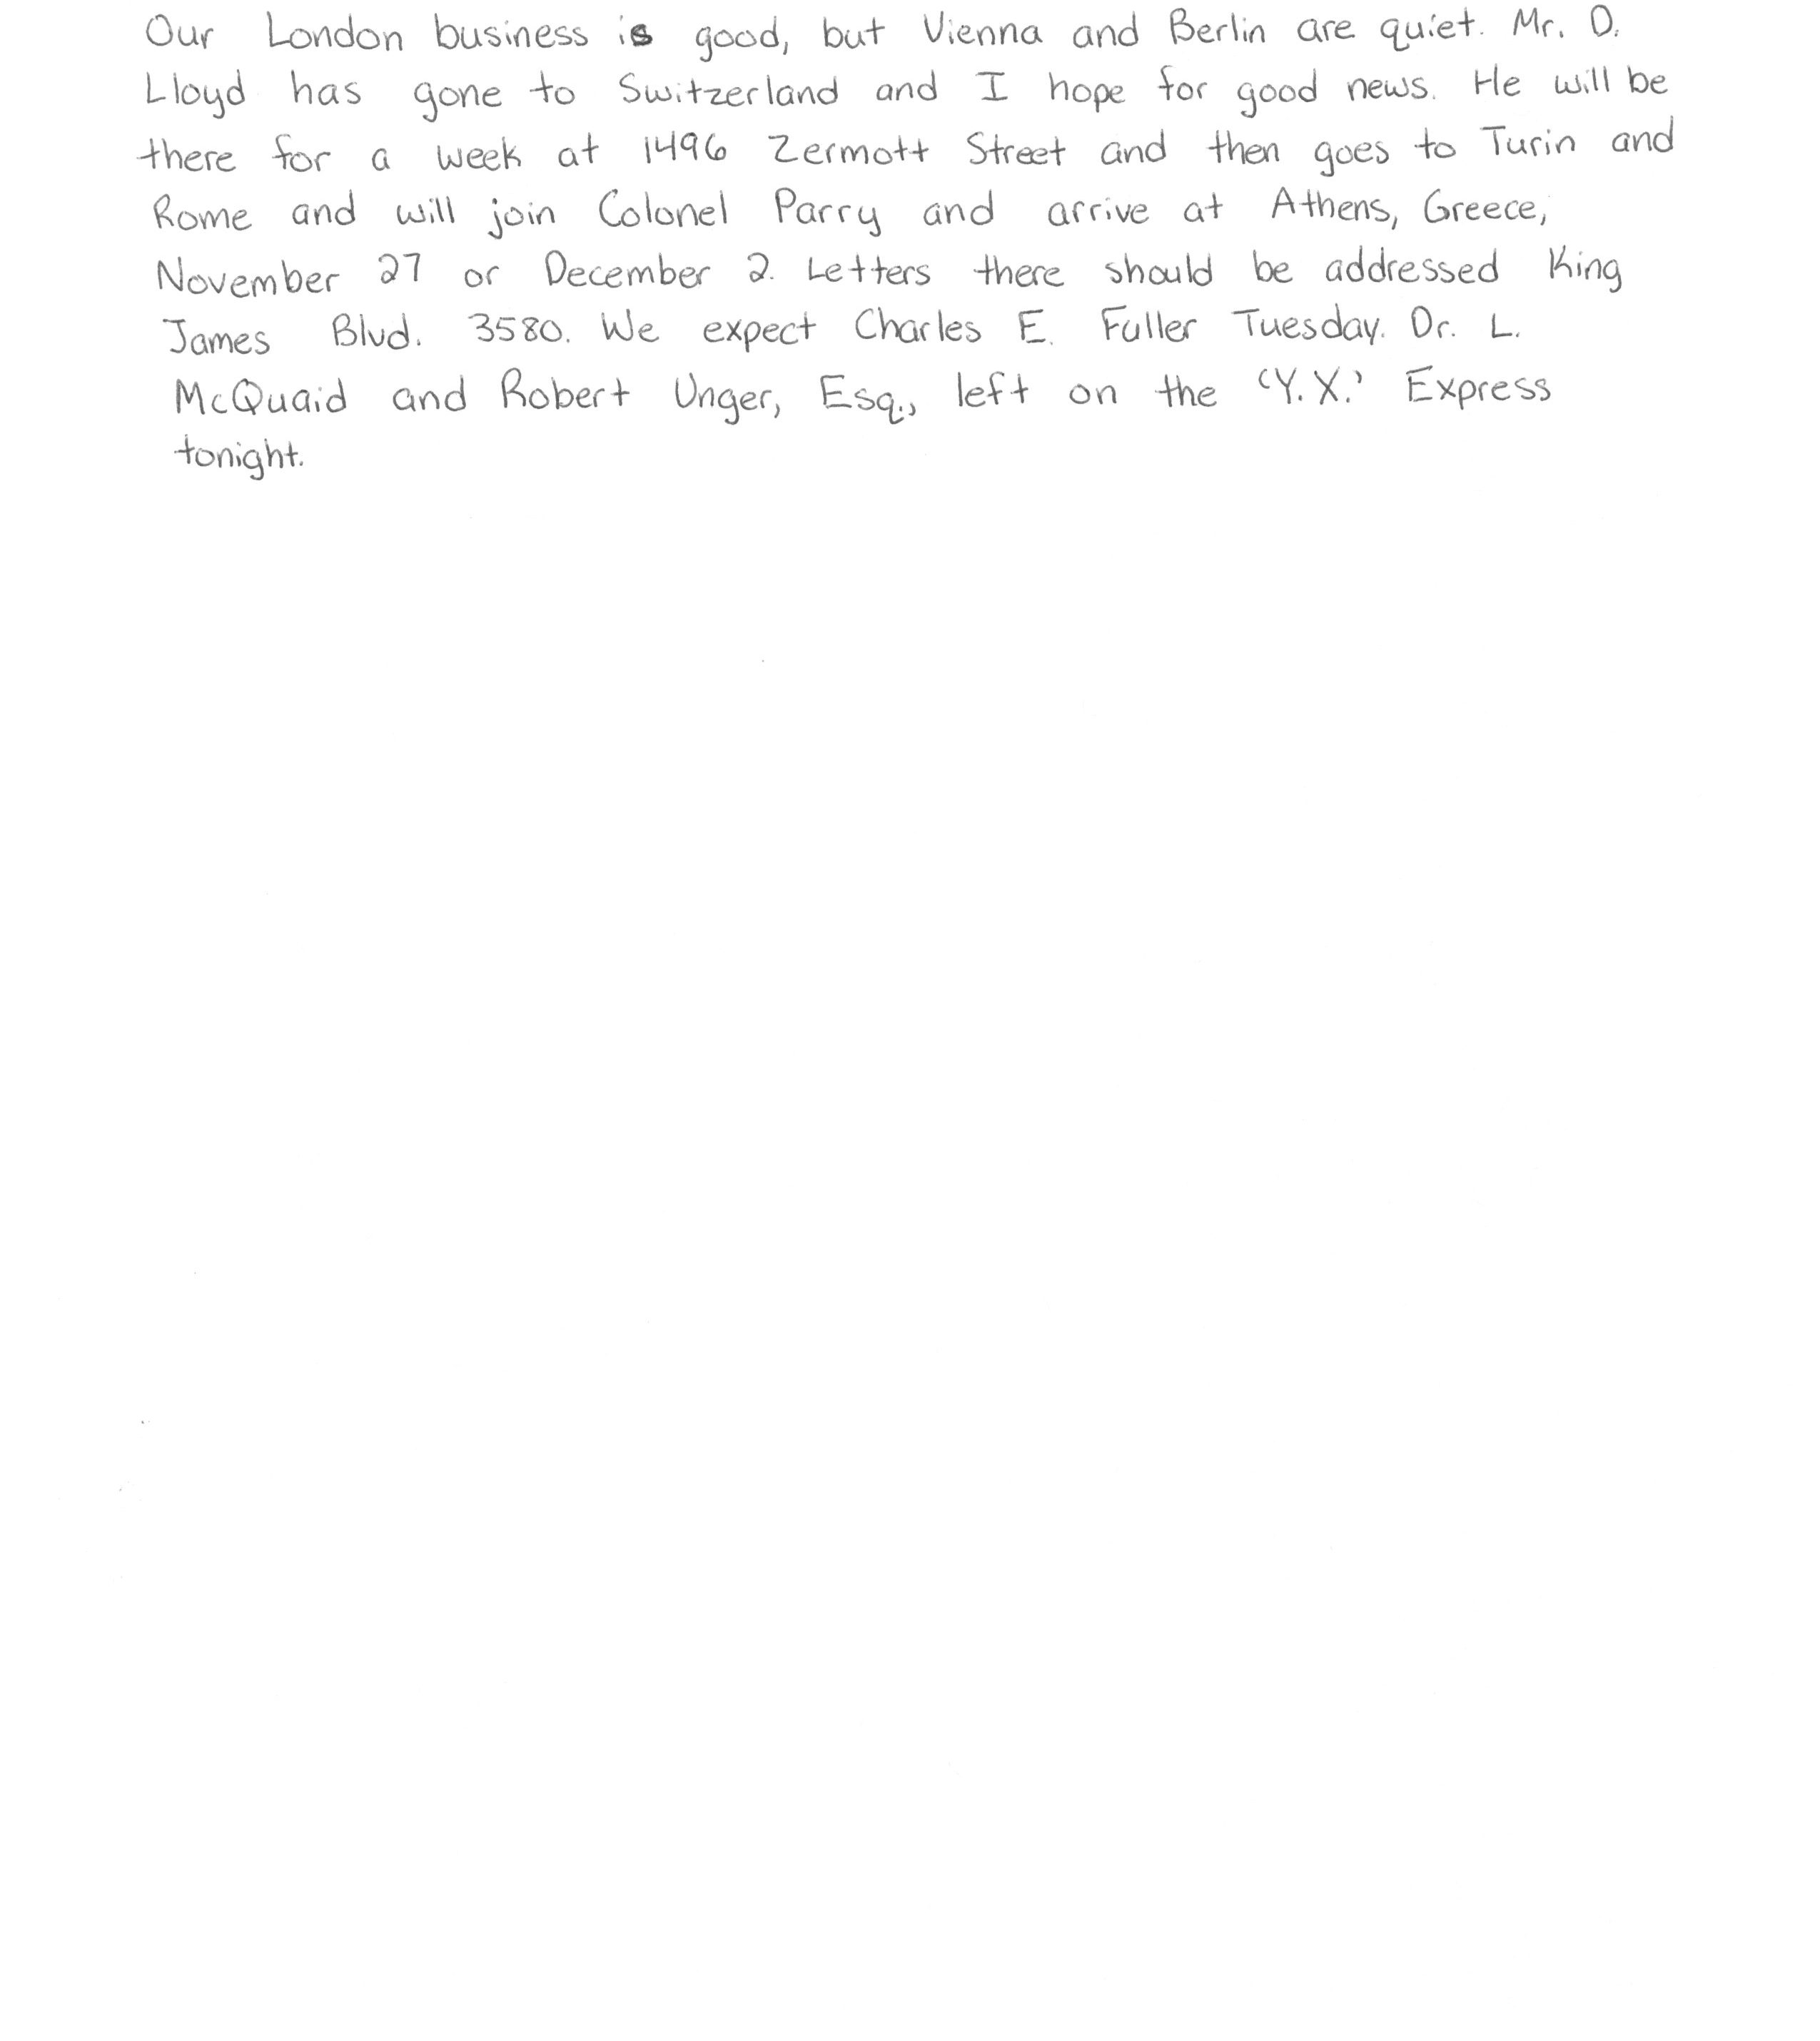 Our London business is good, but Vienna and Berlin are quiet. Mr. D.
Lloyd has gone to Switzerland and I hope for good news. He will be
there for a week at 1496 Zermott Street and then goes to Turin and
Rome and will join Colonel Parry and arrive at Athens, Greece,
November 27 or December 2. Letters there should be addressed King
James Blvd. 3580. We expect Charles E. Fuller Tuesday. Dr. L.
McQuaid and Robert Unger, Esq., left on the 'Y.X.' Express
tonight.